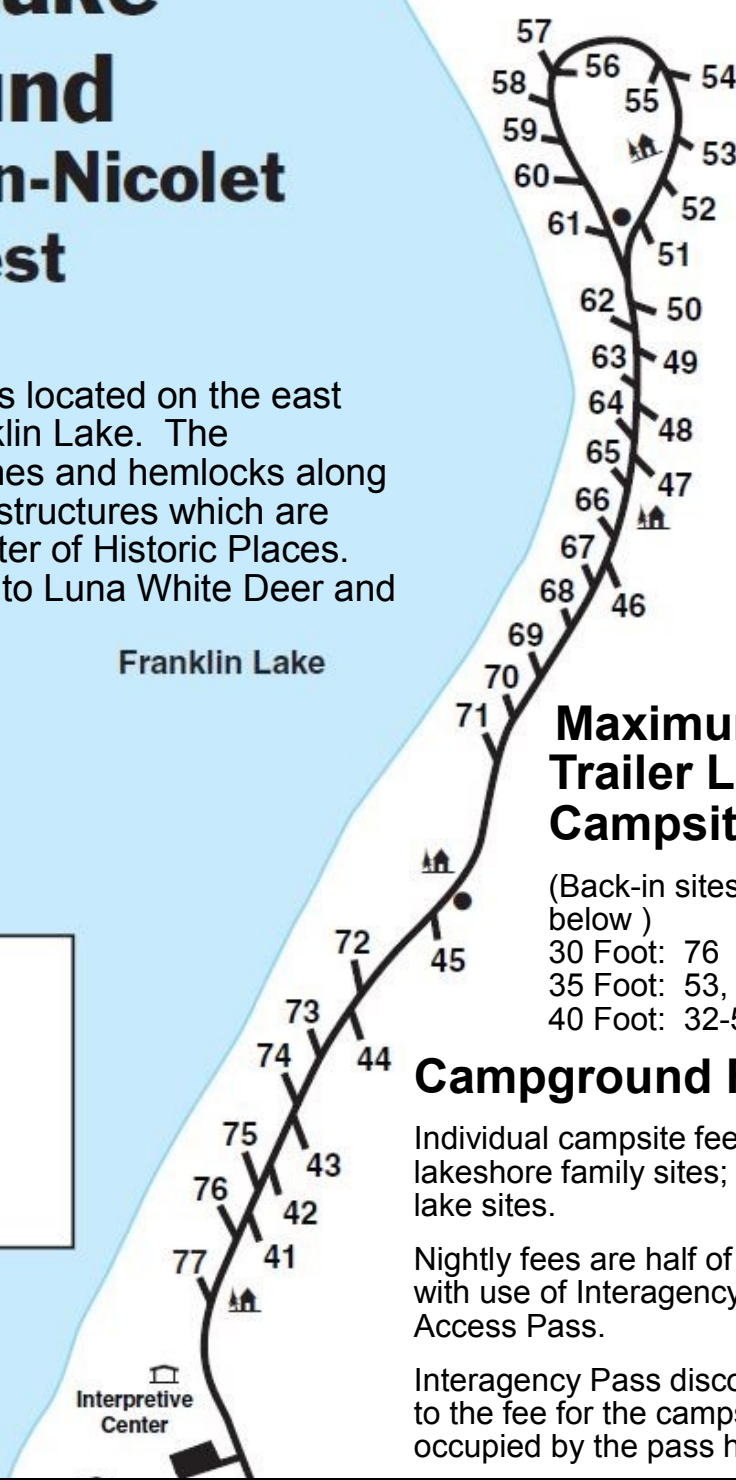 und
n-Nicolet
est
s located on the east
klin Lake. The
nes and hemlocks along
structures which are
ter of Historic Places.
to Luna White Deer and
Franklin Lake
57
56
54
58
55
59
53
60
52
61
51
62
50
63
49
64
48
65
47
66
67
46
68
69
70
71
Maximu
Trailer L
Campsit
(Back-in sites
below )
30 Foot: 76
35 Foot: 53,
40 Foot: 32-5
72
45
73
44
74
75
43
76
42
77
41
Campground
Individual campsite fee
lakeshore family sites;
lake sites.
Nightly fees are half of
with use of Interagency
Access Pass.
Interagency Pass disco
to the fee for the camps
occupied by the pass h
Interpretive
Center